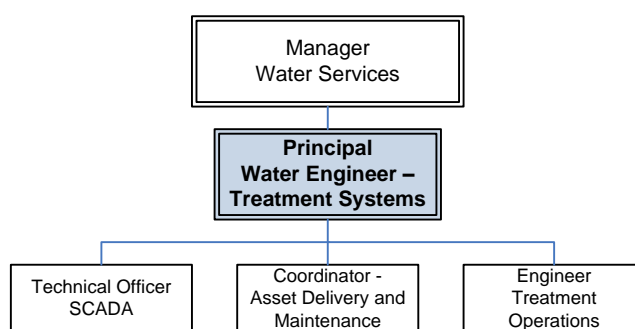 Manager
Water Services
Principal
Water Engineer –
Treatment Systems
Technical Officer
SCADA
Coordinator -
Asset Delivery and
Maintenance
Engineer
Treatment
Operations